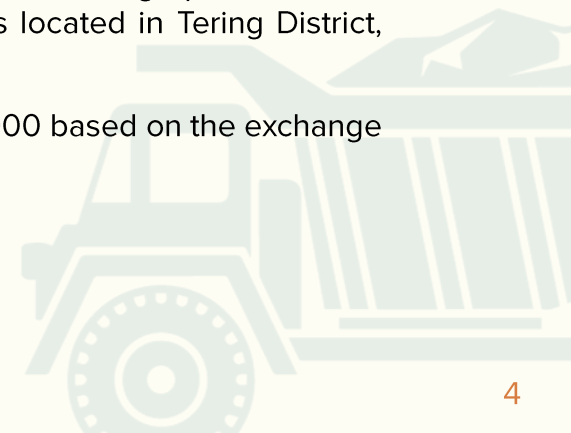 s located in Tering District,
00 based on the exchange
4